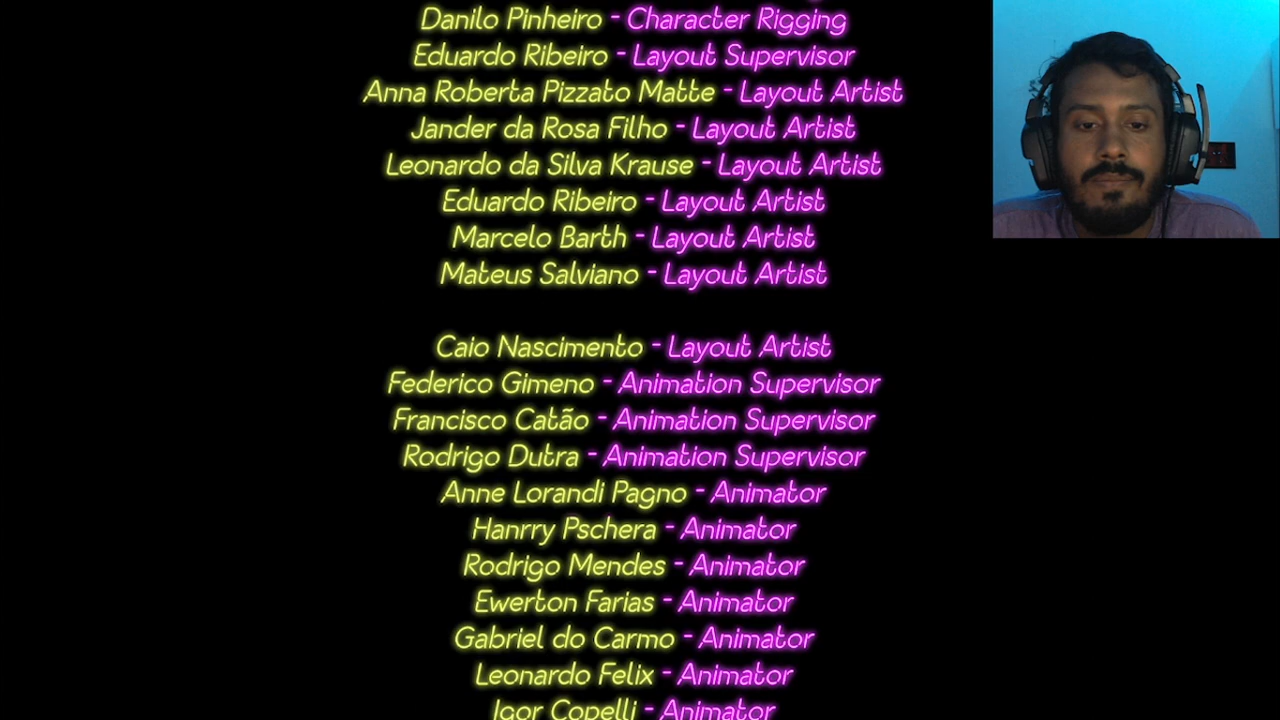 Danilo Pinheiro - Character Rigging
Eduardo Ribeiro - Layout Supervisor
Anna Roberta Pizzato Matte - Layout Artist
Jander da Rosa Filho - Layout Artist
Leonardo da Silva Krause - Layout Artist
Eduardo Ribeiro - Layout Artist
Marcelo Barth - Layout Artist
Mateus Salviano - Layout Artist
Caio Nascimento - Layout Artist
Federico Gimeno - Animation Supervisor
Francisco Catão - Animation Supervisor
Rodrigo Dutra - Animation Supervisor
Anne Lorandi Pagno - Animator
Hanrry Pschera - Animator
Rodrigo Mendes - Animator
Ewerton Farias - Animator
Gabriel do Carmo - Animator
Leonardo Felix - Animator
Igor Copelli - Animator